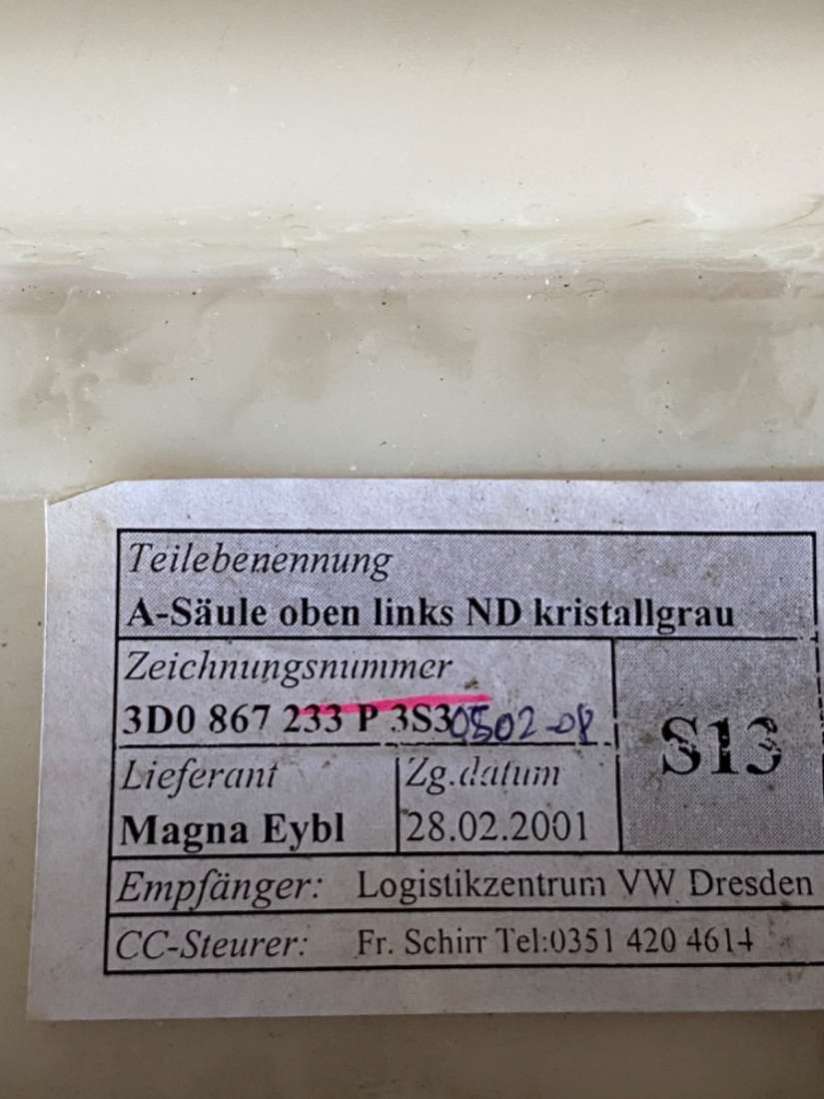 Teilebenennung
A-Säule oben links ND kristallgrau
Zeichnungsnummer
3D0 867 233 P 3S3 0502-08
S13
Lieferant Zg.datum
Magna Eybl 28.02.2001
Empfänger: Logistikzentrum VW Dresden
CC-Steurer: Fr. Schirr Tel:0351 420 4614